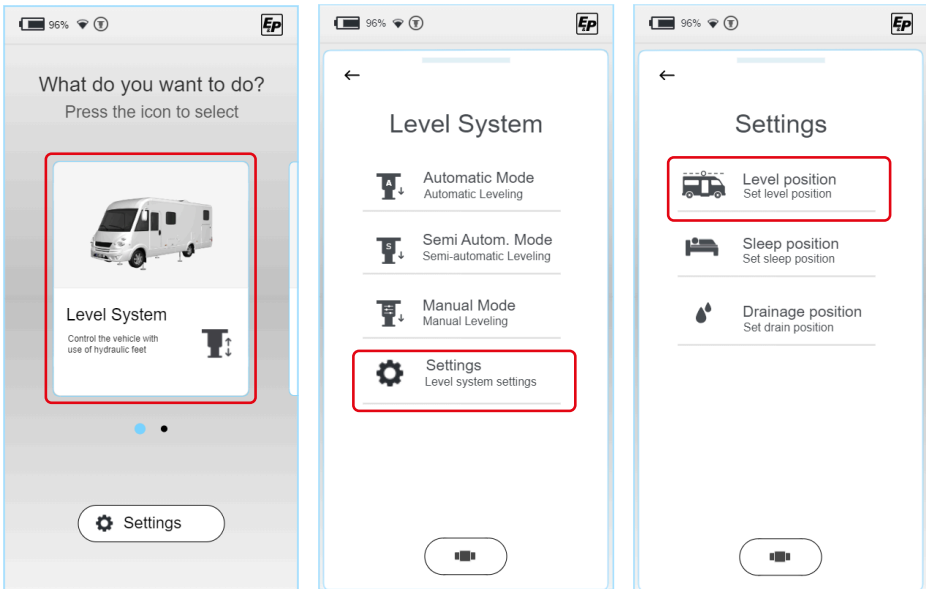 96%
E&P
What do you want to do?
Press the icon to select
Level System
Control the vehicle with
use of hydraulic feet
Settings
96%
E&P
Level System
A
Automatic Mode
Automatic Leveling
S
Semi Autom. Mode
Semi-automatic Leveling
Manual Mode
Manual Leveling
Settings
Level system settings
96%
E&P
Settings
Level position
Set level position
Sleep position
Set sleep position
Drainage position
Set drain position